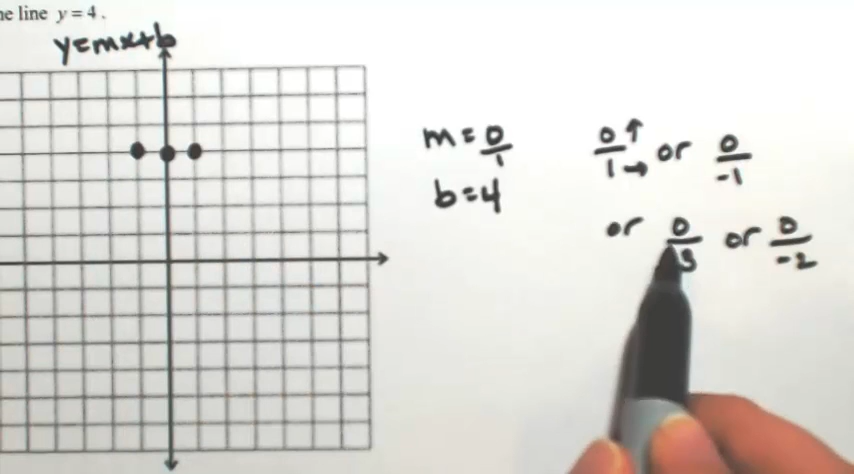 ne line y = 4.
y=mx+b
m = 0/1 0↑/1→ or 0/-1
b=4
or 0/3 or 0/-2